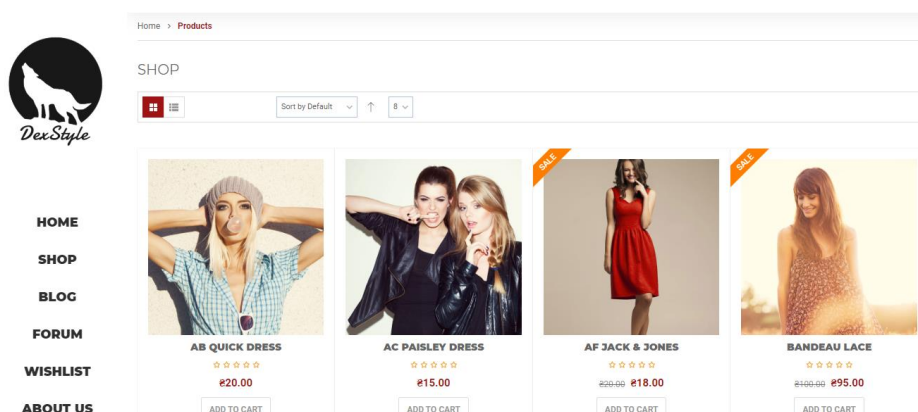 Home > Products
SHOP
Sort by Default
8
DexStyle
HOME
SHOP
BLOG
FORUM
WISHLIST
ABOUT US
SALE
SALE
AB QUICK DRESS
₴20.00
ADD TO CART
AC PAISLEY DRESS
₴15.00
ADD TO CART
AF JACK & JONES
₴20.00 ₴18.00
ADD TO CART
BANDEAU LACE
₴100.00 ₴95.00
ADD TO CART